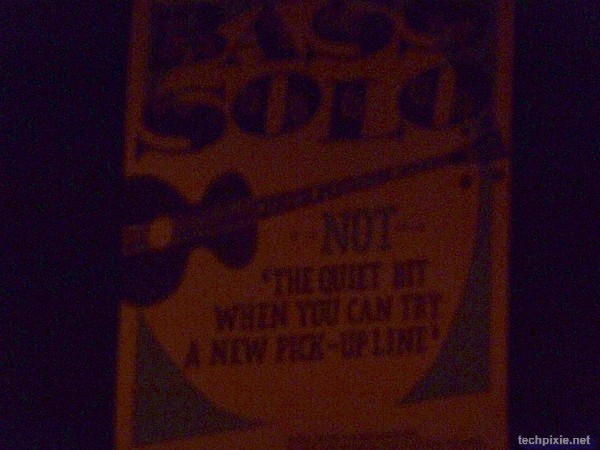 BASS
SOLO
--NOT--
'THE QUIET BIT
WHEN YOU CAN TRY
A NEW PICK-UP LINE'
techpixie.net